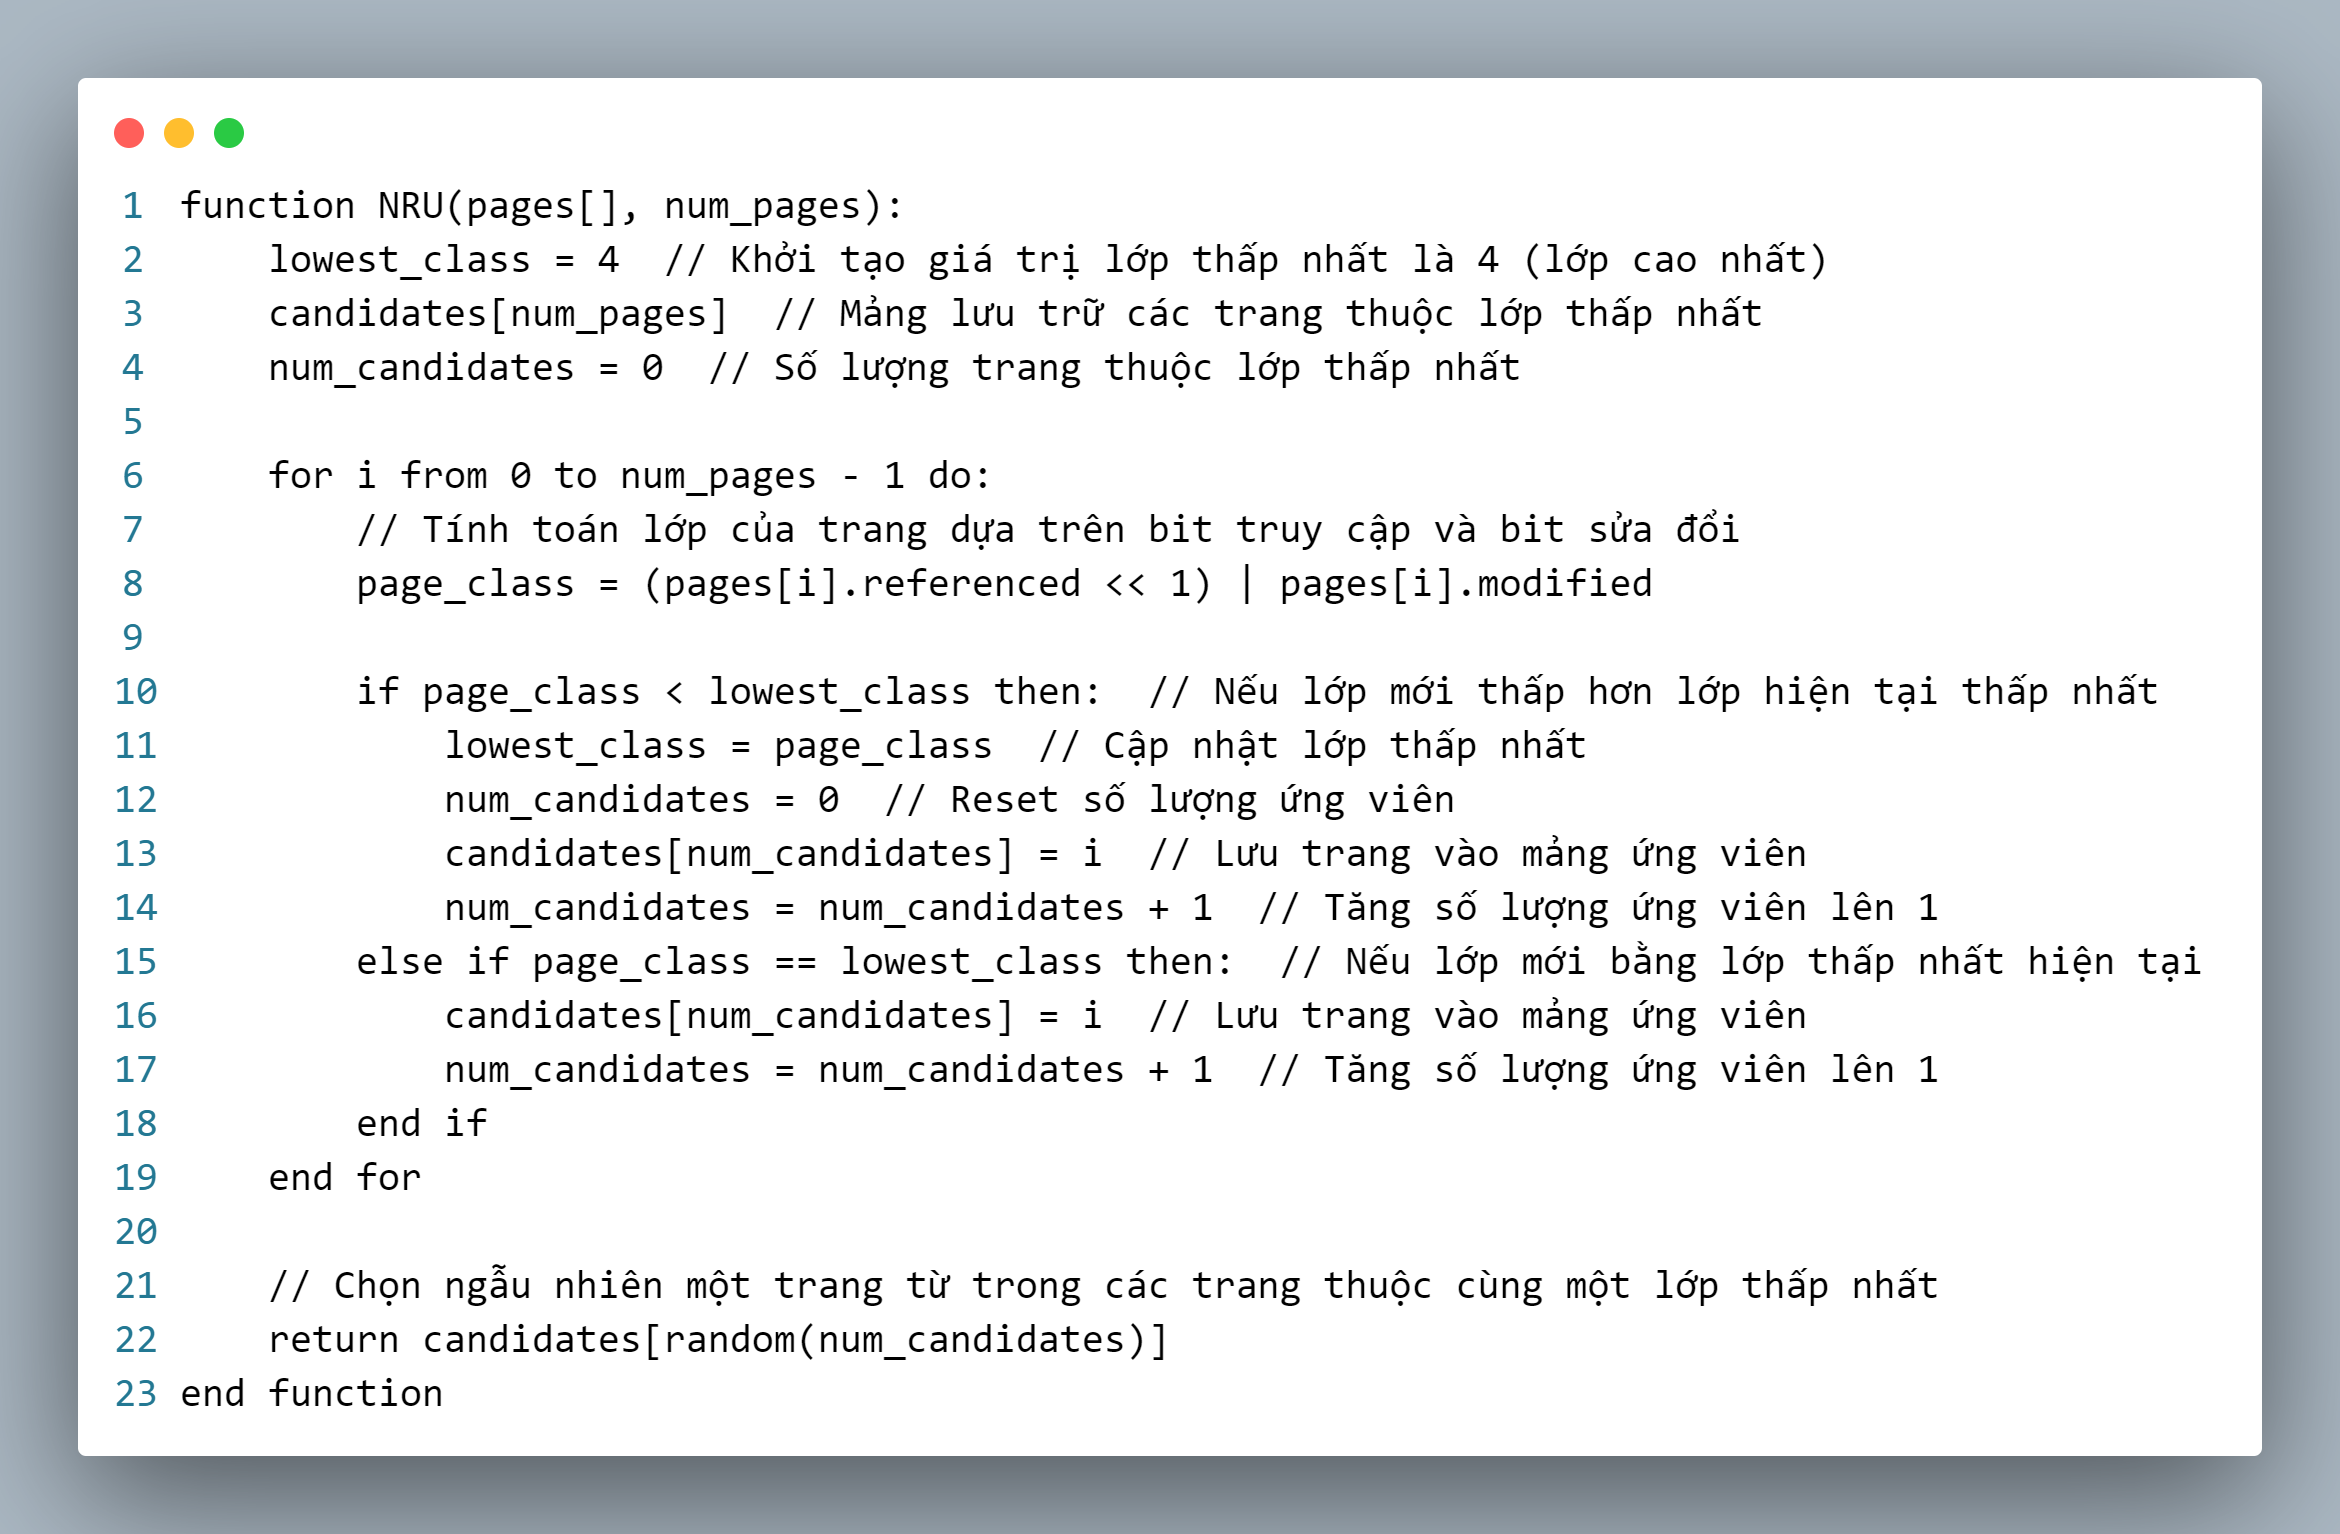 1 function NRU(pages[], num_pages):
2     lowest_class = 4  // Khởi tạo giá trị lớp thấp nhất là 4 (lớp cao nhất)
3     candidates[num_pages]  // Mảng lưu trữ các trang thuộc lớp thấp nhất
4     num_candidates = 0  // Số lượng trang thuộc lớp thấp nhất
5
6     for i from 0 to num_pages - 1 do:
7         // Tính toán lớp của trang dựa trên bit truy cập và bit sửa đổi
8         page_class = (pages[i].referenced << 1) | pages[i].modified
9
10         if page_class < lowest_class then:  // Nếu lớp mới thấp hơn lớp hiện tại thấp nhất
11             lowest_class = page_class  // Cập nhật lớp thấp nhất
12             num_candidates = 0  // Reset số lượng ứng viên
13             candidates[num_candidates] = i  // Lưu trang vào mảng ứng viên
14             num_candidates = num_candidates + 1  // Tăng số lượng ứng viên lên 1
15         else if page_class == lowest_class then:  // Nếu lớp mới bằng lớp thấp nhất hiện tại
16             candidates[num_candidates] = i  // Lưu trang vào mảng ứng viên
17             num_candidates = num_candidates + 1  // Tăng số lượng ứng viên lên 1
18         end if
19     end for
20
21     // Chọn ngẫu nhiên một trang từ trong các trang thuộc cùng một lớp thấp nhất
22     return candidates[random(num_candidates)]
23 end function